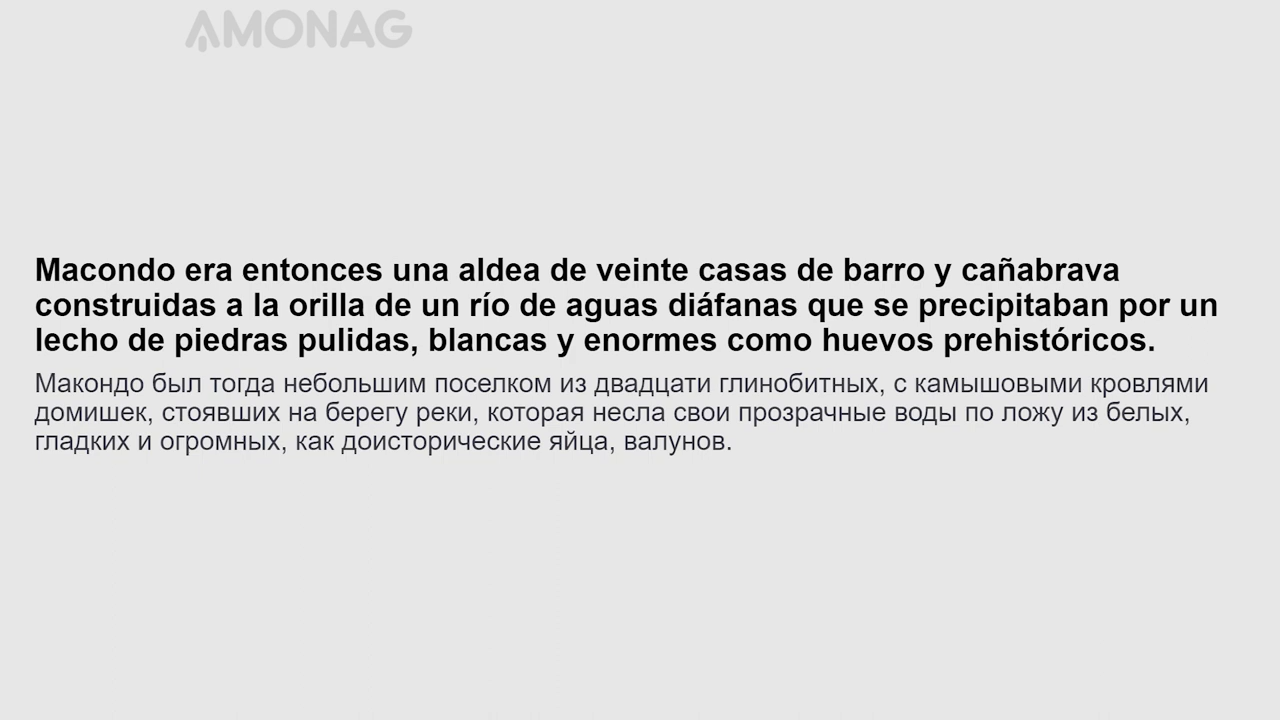 AMONAG
Macondo era entonces una aldea de veinte casas de barro y cañabrava
construidas a la orilla de un río de aguas diáfanas que se precipitaban por un
lecho de piedras pulidas, blancas y enormes como huevos prehistóricos.
Макондо был тогда небольшим поселком из двадцати глинобитных, с камышовыми кровлями
домишек, стоявших на берегу реки, которая несла свои прозрачные воды по ложу из белых,
гладких и огромных, как доисторические яйца, валунов.